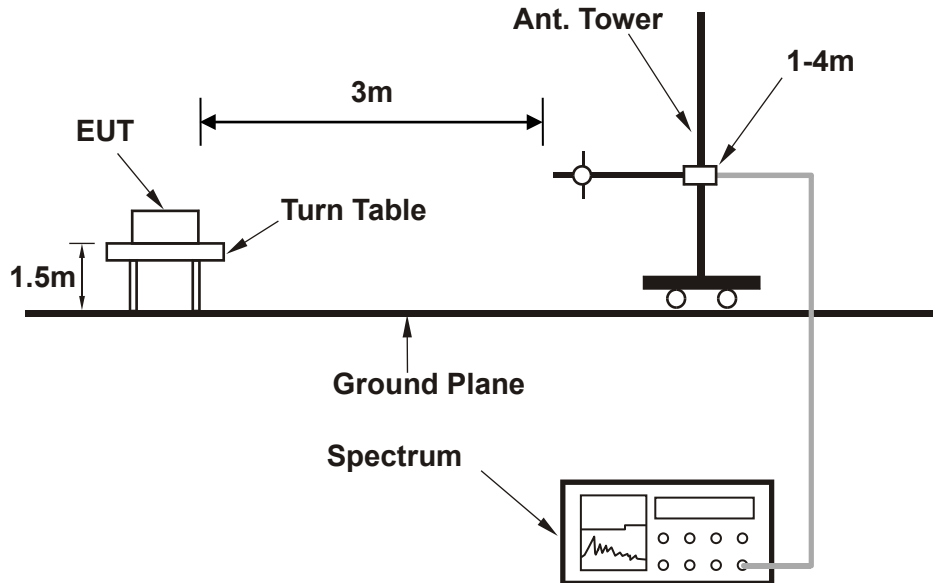 Ant. Tower
1-4m
3m
EUT
Turn Table
1.5m
Ground Plane
Spectrum